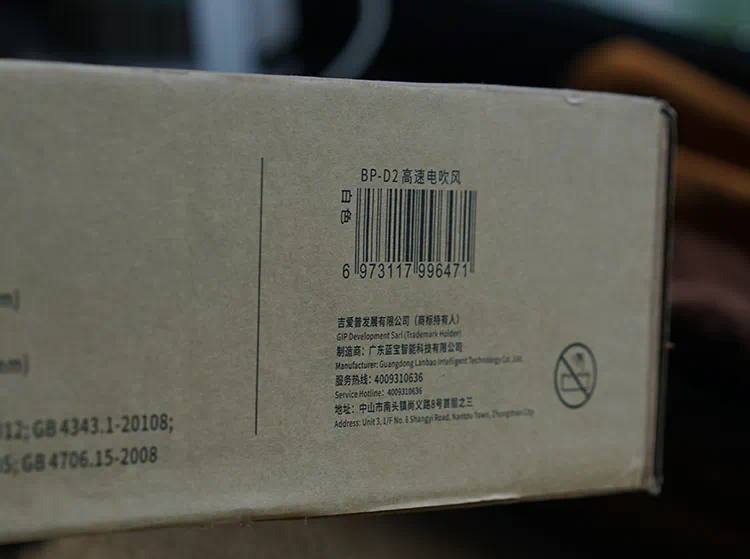 m)
mm)
012; GB 4343.1-20108;
05; GB 4706.15-2008
BP-D2 高速电吹风
白色
6 973117 996471
吉爱普发展有限公司（商标持有人）
GIP Development Sarl (Trademark Holder)
制造商：广东蓝宝智能科技有限公司
Manufacturer: Guangdong Lanbao Intelligent Technology Co.,Ltd.
服务热线：4009310636
Service Hotline: 4009310636
地址：中山市南头镇尚义路8号首层之三
Address: Unit 3, 1/F No. 8 Shangyi Road, Nantou Town, Zhongshan City